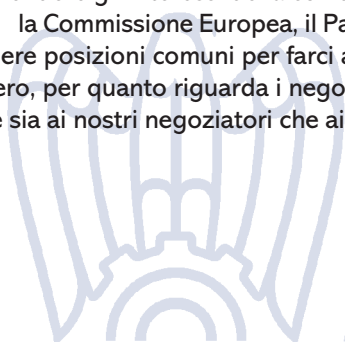 la Commissione Europea, il Pa
ere posizioni comuni per farci a
ero, per quanto riguarda i nego
e sia ai nostri negoziatori che ai